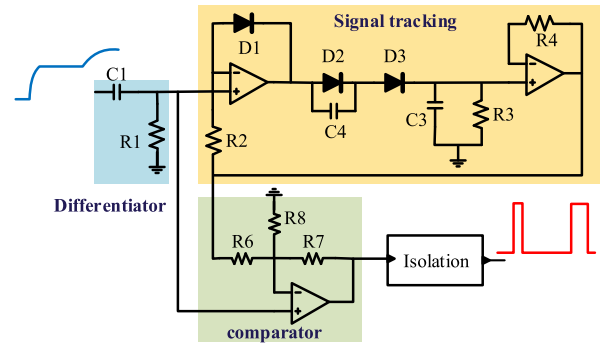 Signal tracking
D1
R4
D2
D3
C1
C4
C3
R3
R1
R2
Differentiator
R8
R6
R7
Isolation
comparator